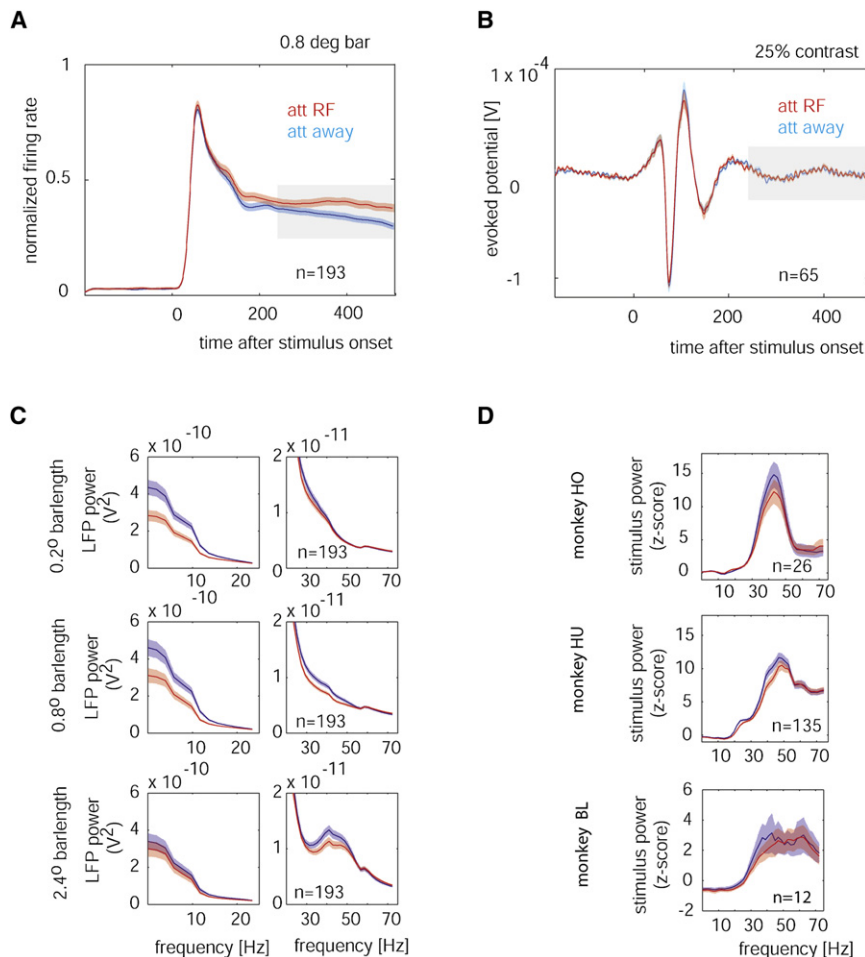 A
0.8 deg bar
1
normalized firing rate
att RF
att away
0.5
n=193
0
0 200 400
time after stimulus onset
B
25% contrast
1 x 10 -4
evoked potential [V]
att RF
att away
0
n=65
-1
0 200 400
time after stimulus onset
C
x 10 -10
x 10 -11
0.2⁰ barlength
LFP power
(V²)
6
4
2
0
2
1
0
n=193
10 20
30 50 70
x 10 -10
x 10 -11
0.8⁰ barlength
LFP power
(V²)
6
4
2
0
2
1
0
n=193
10 20
30 50 70
x 10 -10
x 10 -11
2.4⁰ barlength
LFP power
(V²)
6
4
2
0
2
1
0
n=193
0 10 20
30 50 70
frequency [Hz]
frequency [Hz]
D
monkey HO
stimulus power
(z-score)
15
10
5
0
n=26
10 30 50 70
monkey HU
stimulus power
(z-score)
15
10
5
0
n=135
10 30 50 70
monkey BL
stimulus power
(z-score)
6
4
2
0
-2
n=12
10 30 50 70
frequency [Hz]